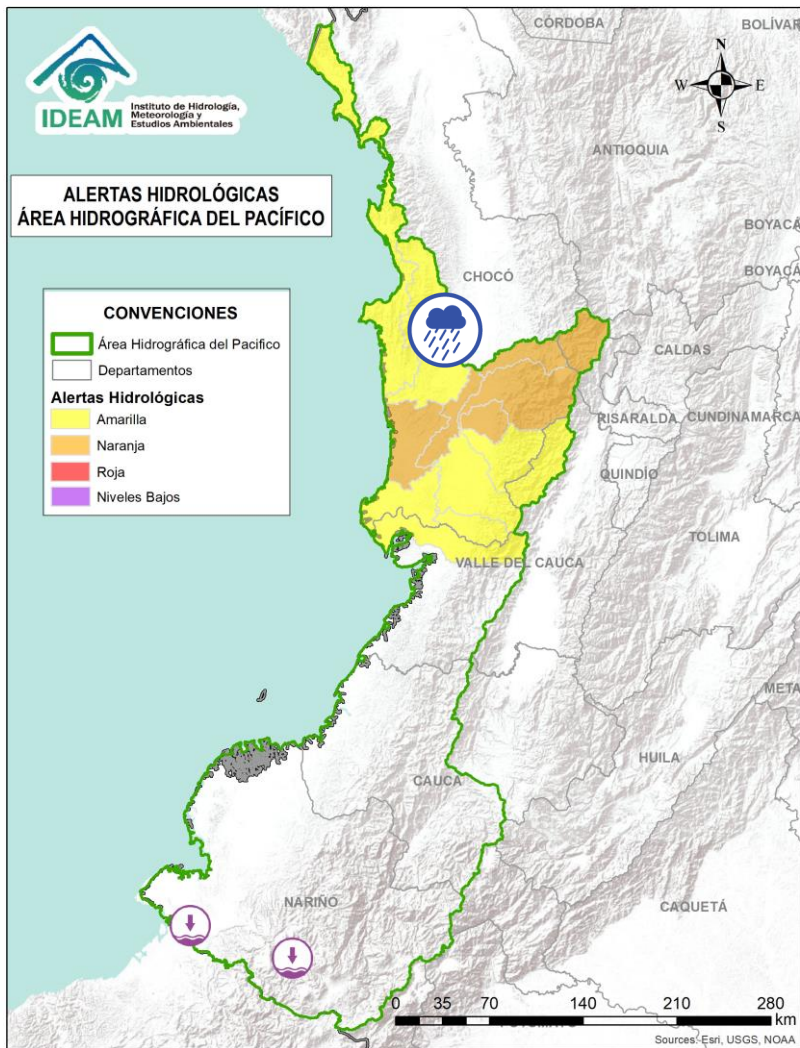 IDEAM
Instituto de Hidrología,
Meteorología y
Estudios Ambientales
ALERTAS HIDROLÓGICAS
ÁREA HIDROGRÁFICA DEL PACÍFICO
CONVENCIONES
Área Hidrográfica del Pacifico
Departamentos
Alertas Hidrológicas
Amarilla
Naranja
Roja
Niveles Bajos
N
W
E
S
CÓRDOBA
BOLÍVAR
ANTIOQUIA
BOYACÁ
BOYACÁ
CHOCÓ
CALDAS
RISARALDA
CUNDINAMARCA
QUINDÍO
TOLIMA
VALLE DEL CAUCA
META
HUILA
CAUCA
NARIÑO
CAQUETÁ
0 35 70 140 210 280
km
Sources: Esri, USGS, NOAA